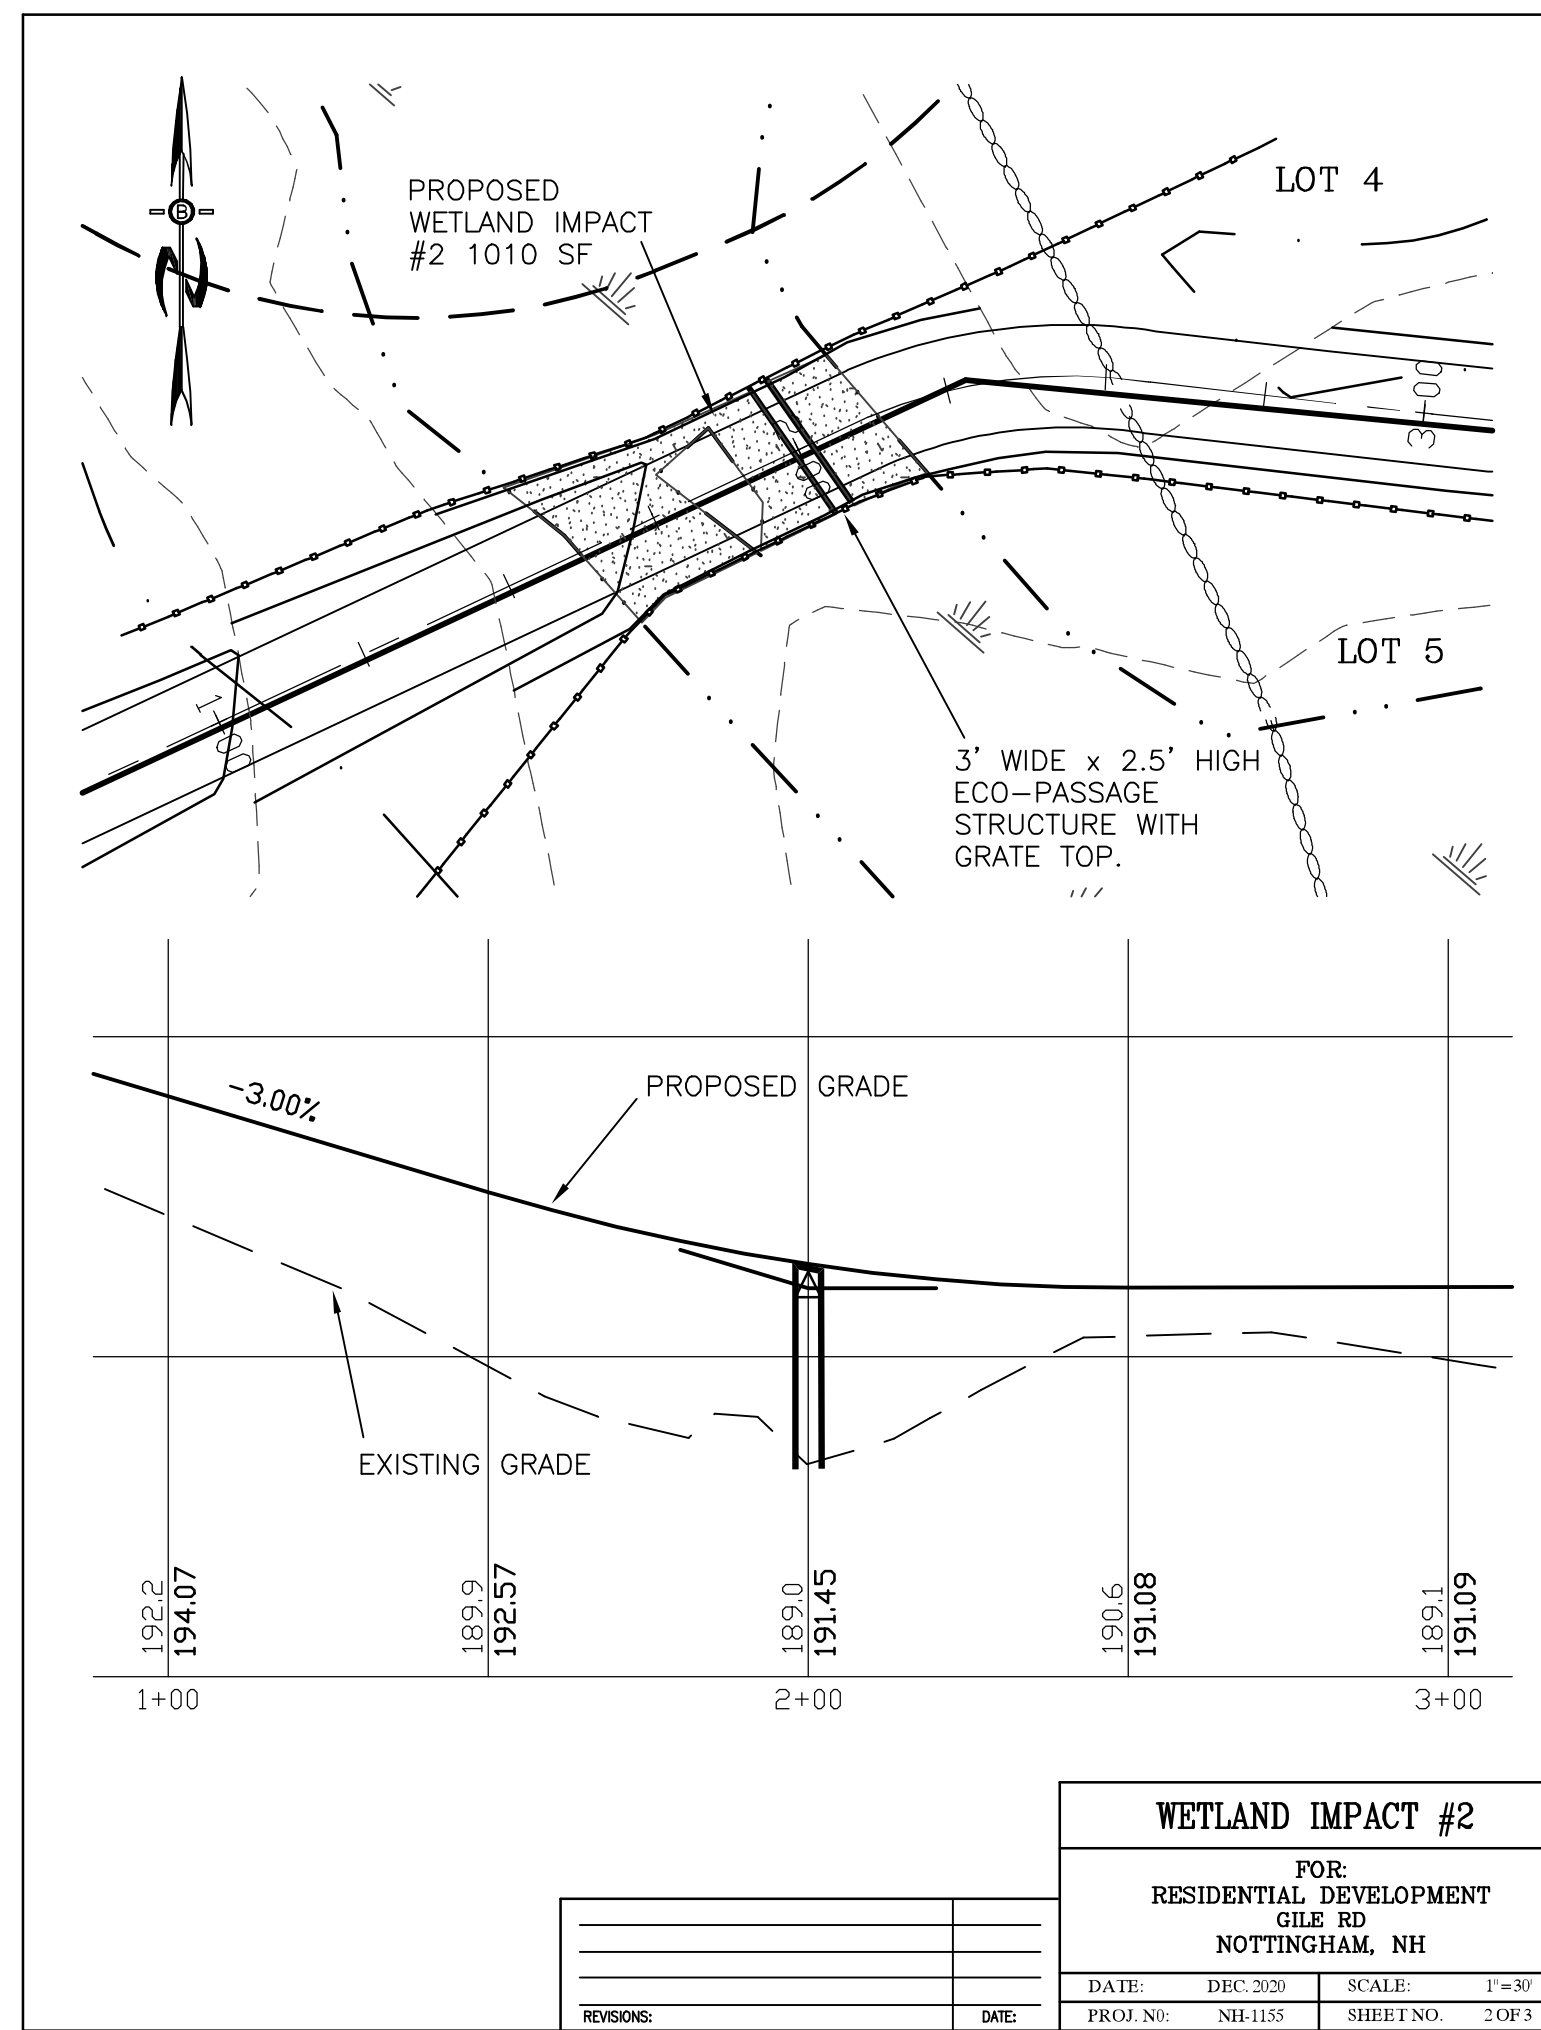 PROPOSED
WETLAND IMPACT
#2 1010 SF
B
LOT 4
3+00
2+00
LOT 5
1+00
3' WIDE x 2.5' HIGH
ECO-PASSAGE
STRUCTURE WITH
GRATE TOP.
-3.00%
PROPOSED GRADE
EXISTING GRADE
192.2
194.07
189.9
192.57
189.0
191.45
190.6
191.08
189.1
191.09
1+00
2+00
3+00
WETLAND IMPACT #2
FOR:
RESIDENTIAL DEVELOPMENT
GILE RD
NOTTINGHAM, NH
DATE: DEC. 2020 SCALE: 1"=30'
PROJ. N0: NH-1155 SHEET NO. 2 OF 3
REVISIONS: DATE: